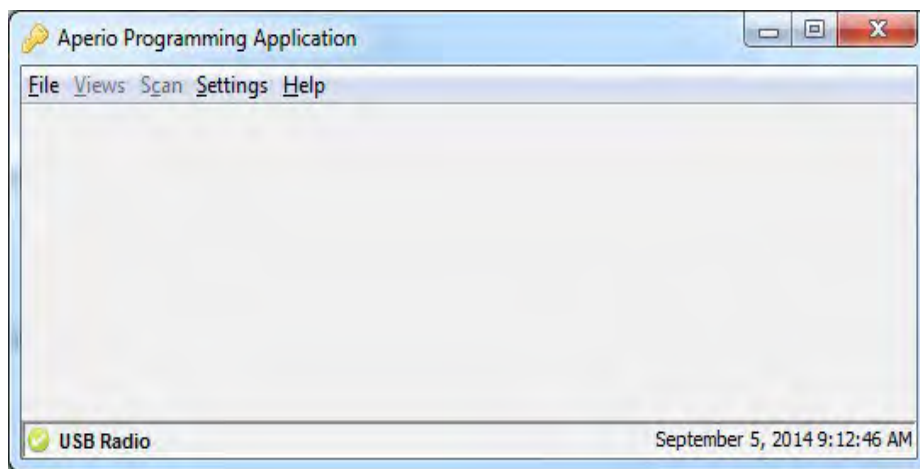 Aperio Programming Application
File Views Scan Settings Help
USB Radio September 5, 2014 9:12:46 AM